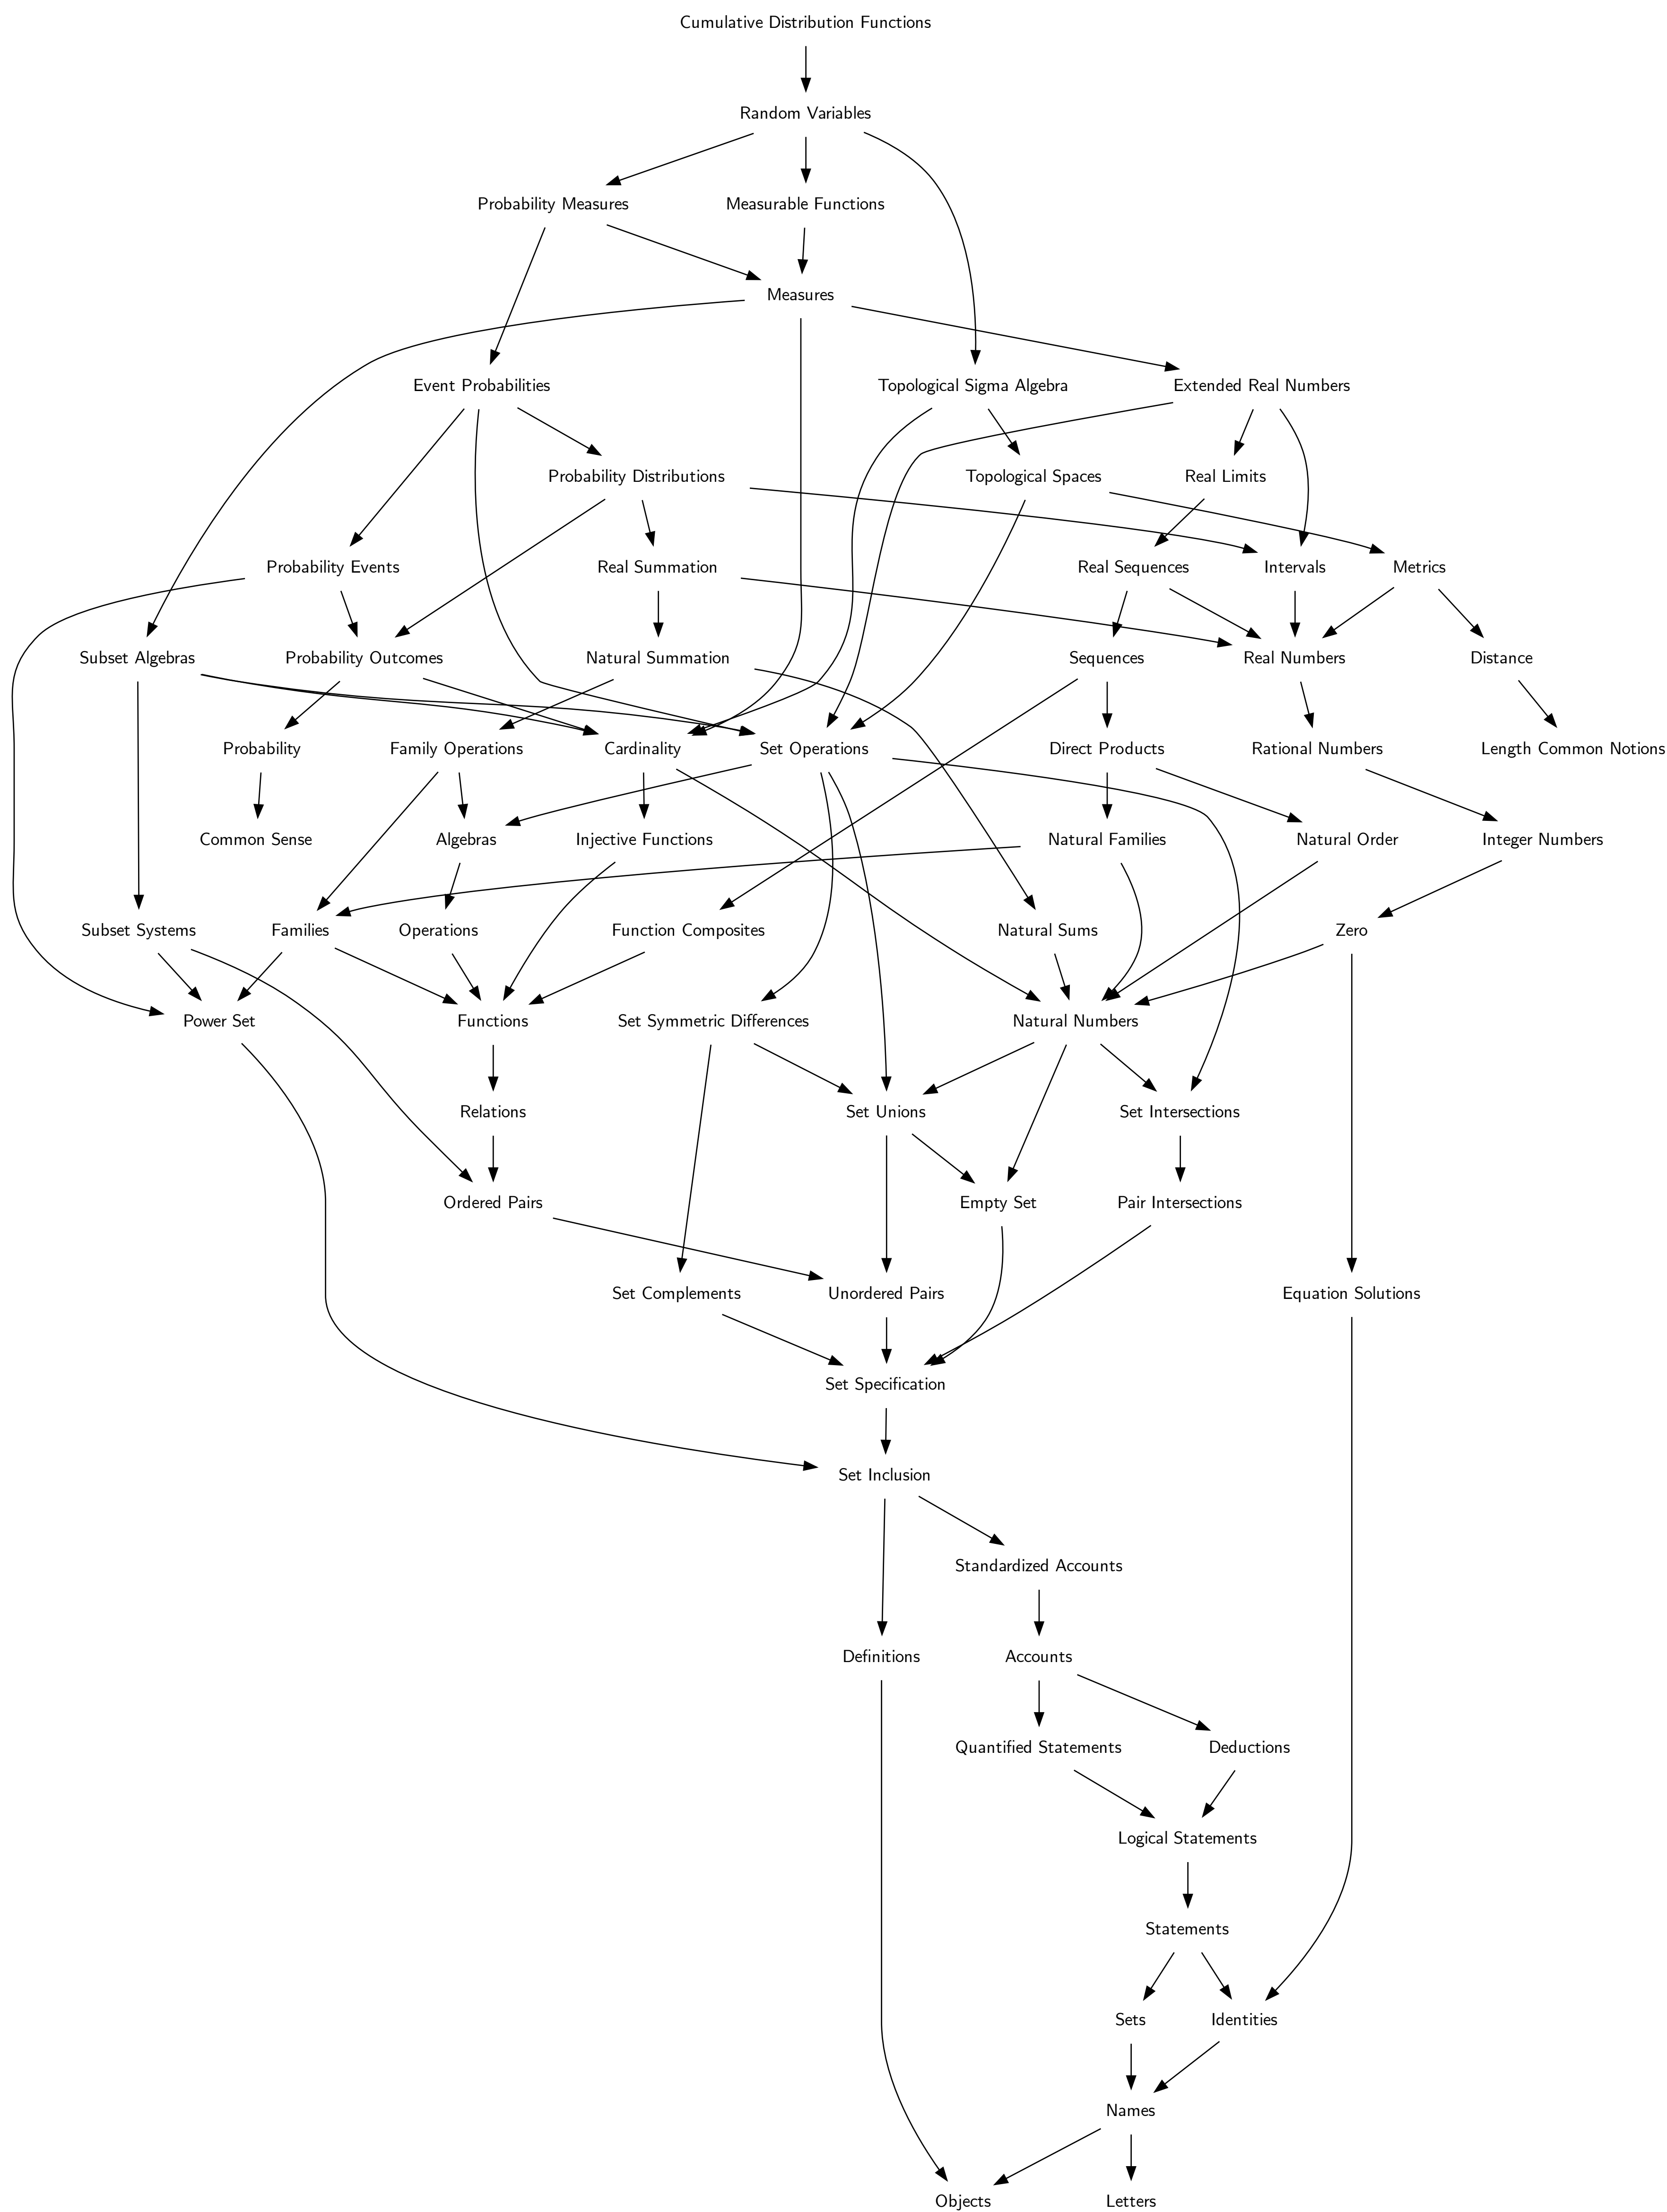 Cumulative Distribution Functions
Random Variables
Probability Measures
Measurable Functions
Measures
Event Probabilities
Topological Sigma Algebra
Extended Real Numbers
Probability Distributions
Topological Spaces
Real Limits
Probability Events
Real Summation
Real Sequences
Intervals
Metrics
Subset Algebras
Probability Outcomes
Natural Summation
Sequences
Real Numbers
Distance
Probability
Family Operations
Cardinality
Set Operations
Direct Products
Rational Numbers
Length Common Notions
Common Sense
Algebras
Injective Functions
Natural Families
Natural Order
Integer Numbers
Subset Systems
Families
Operations
Function Composites
Natural Sums
Zero
Power Set
Functions
Set Symmetric Differences
Natural Numbers
Relations
Set Unions
Set Intersections
Ordered Pairs
Empty Set
Pair Intersections
Set Complements
Unordered Pairs
Equation Solutions
Set Specification
Set Inclusion
Standardized Accounts
Definitions
Accounts
Quantified Statements
Deductions
Logical Statements
Statements
Sets
Identities
Names
Objects
Letters